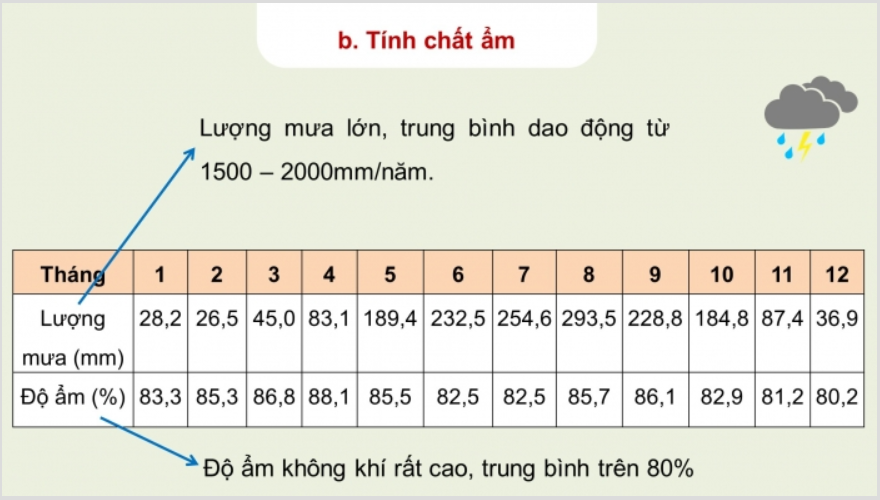 b. Tính chất ẩm
Lượng mưa lớn, trung bình dao động từ
1500 – 2000mm/năm.
Tháng 1 2 3 4 5 6 7 8 9 10 11 12
Lượng mưa (mm) 28,2 26,5 45,0 83,1 189,4 232,5 254,6 293,5 228,8 184,8 87,4 36,9
Độ ẩm (%) 83,3 85,3 86,8 88,1 85,5 82,5 82,5 85,7 86,1 82,9 81,2 80,2
Độ ẩm không khí rất cao, trung bình trên 80%